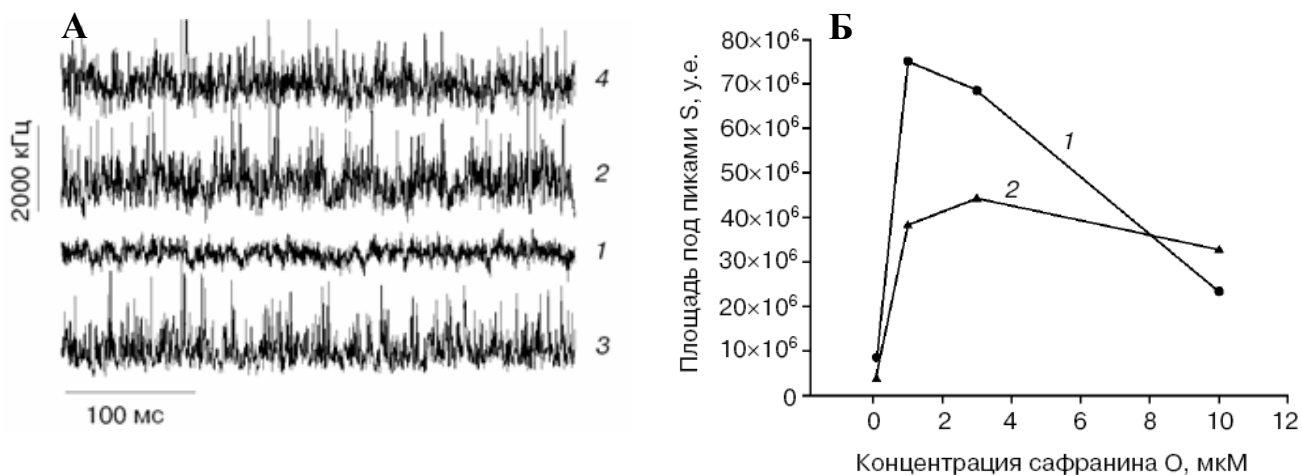 А
4
2
1
3
2000 кГц
100 мс
Б
80×10⁶
75×10⁶
70×10⁶
60×10⁶
50×10⁶
40×10⁶
30×10⁶
20×10⁶
10×10⁶
0
Площадь под пиками S, у.е.
1
2
0 2 4 6 8 10 12
Концентрация сафранина O, мкМ